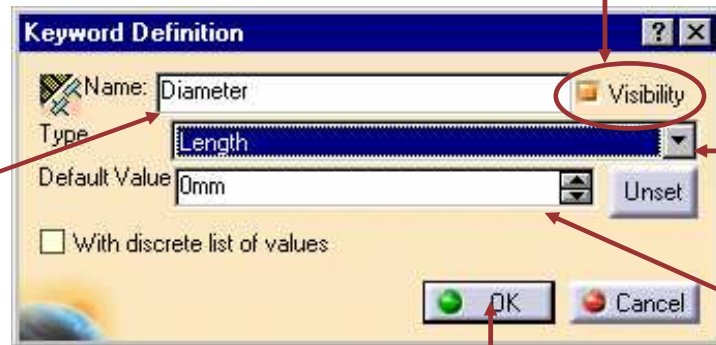 Keyword Definition
Name: Diameter Visibility
Type Length
Default Value 0mm Unset
With discrete list of values
OK Cancel